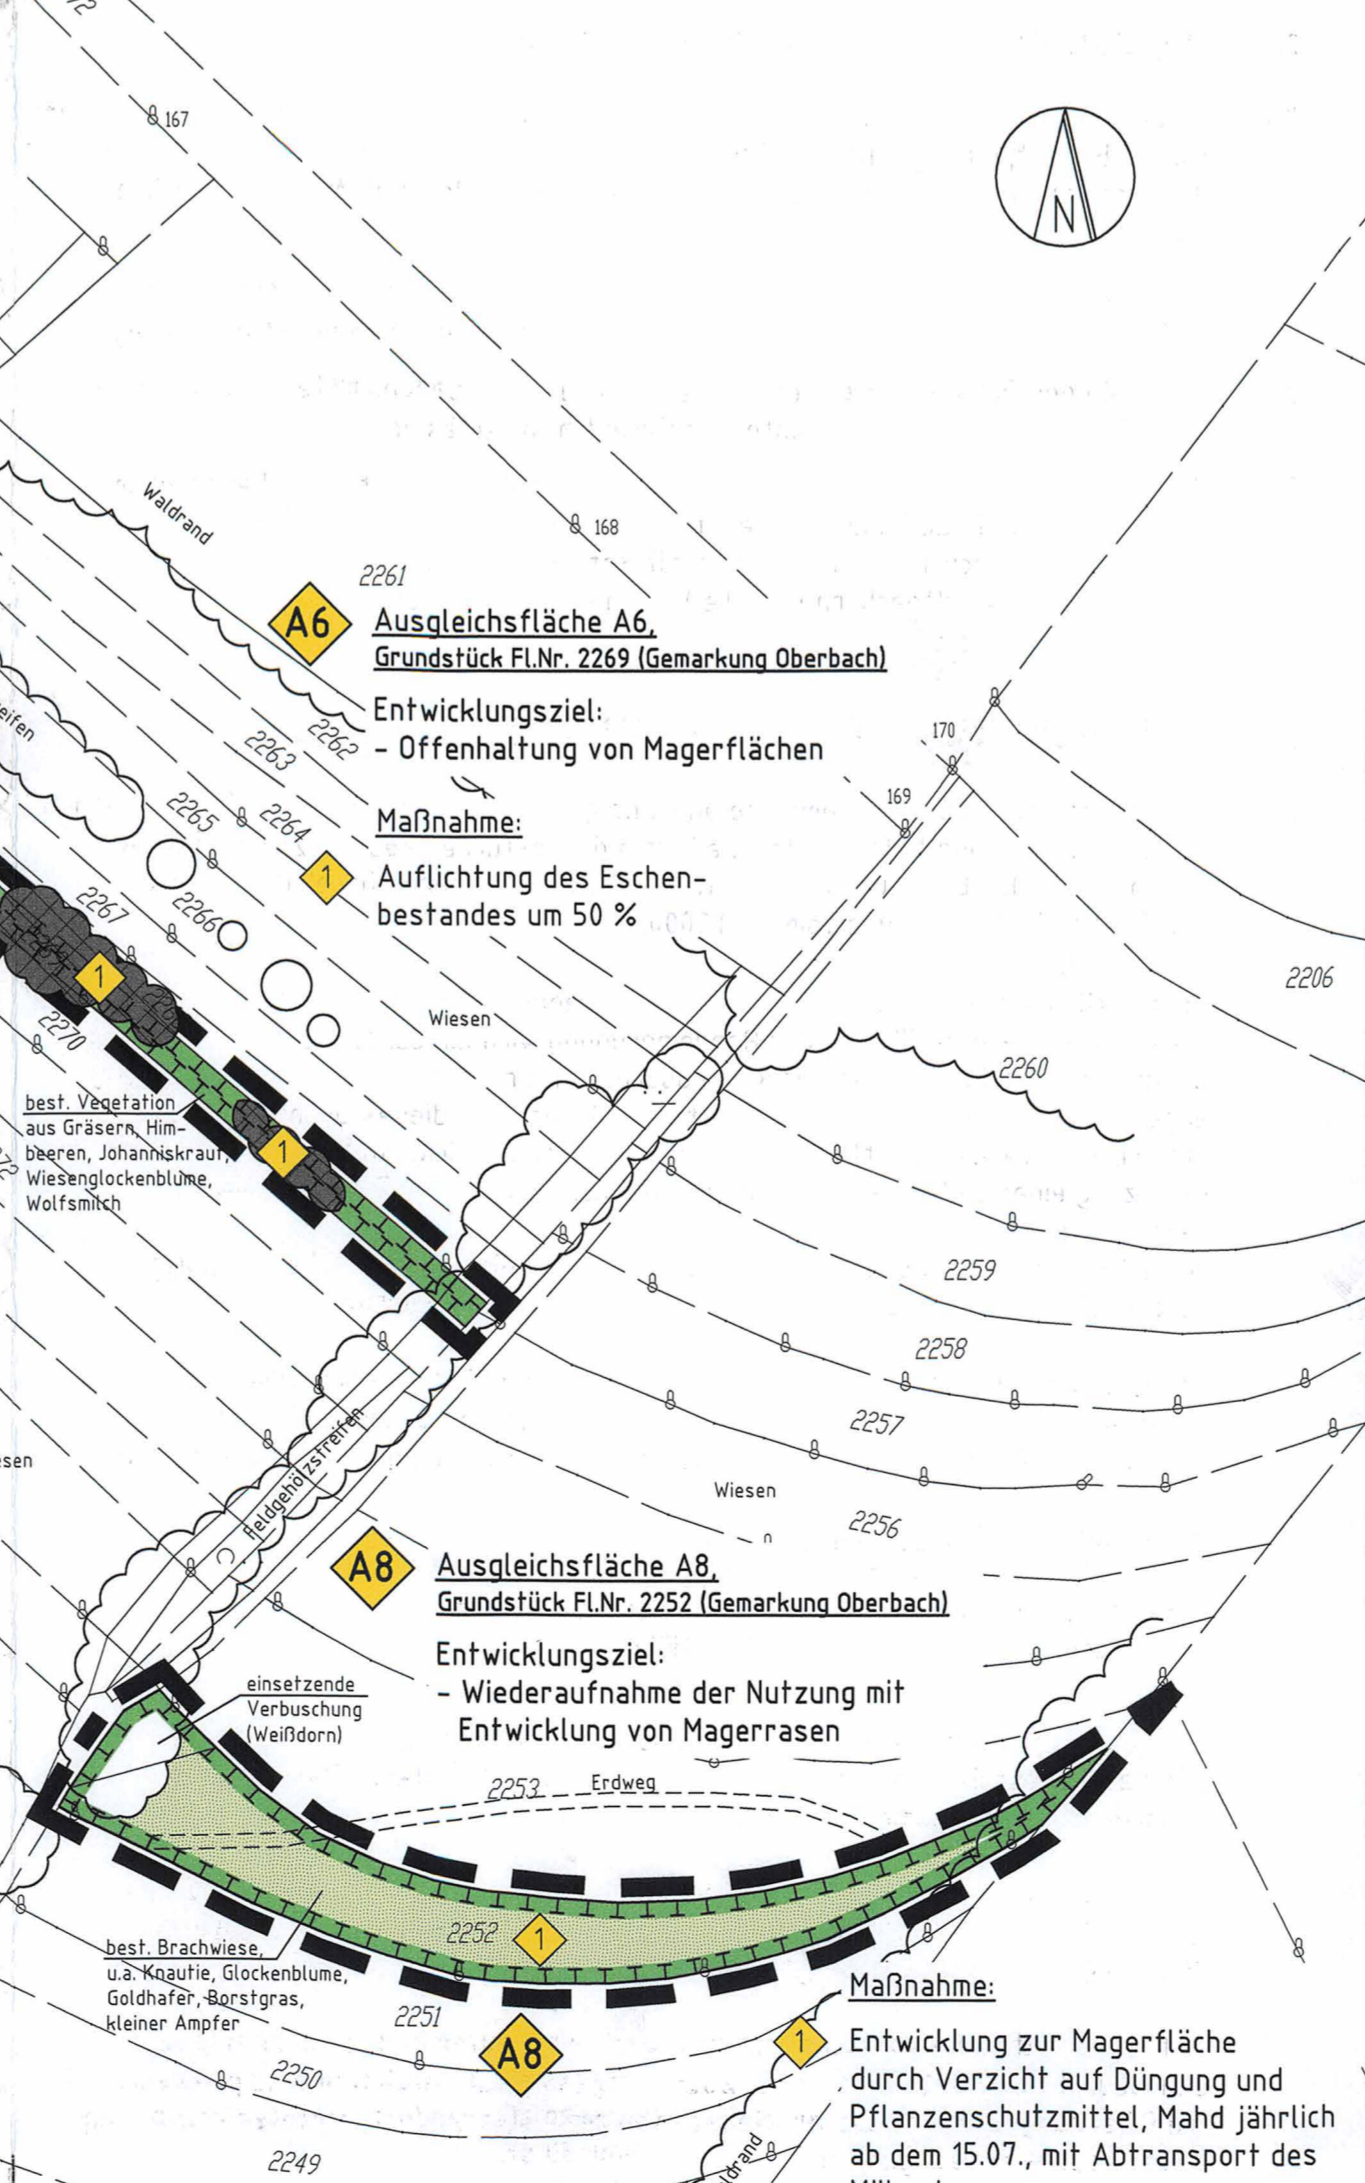 167
N
Waldrand
168
2261
A6
Ausgleichsfläche A6,
Grundstück Fl.Nr. 2269 (Gemarkung Oberbach)
Entwicklungsziel:
- Offenhaltung von Magerflächen
2262
2263
170
169
2265
2264
Maßnahme:
1
Auflichtung des Eschen-
bestandes um 50 %
2267
2266
1
2206
Wiesen
2270
2260
best. Vegetation
aus Gräsern, Him-
beeren, Johanniskraut,
Wiesenglockenblume,
Wolfsmilch
1
2259
2258
2257
Feldgehölzstreifen
Wiesen
2256
A8
Ausgleichsfläche A8,
Grundstück Fl.Nr. 2252 (Gemarkung Oberbach)
Entwicklungsziel:
- Wiederaufnahme der Nutzung mit
Entwicklung von Magerrasen
einsetzende
Verbuschung
(Weißdorn)
2253
Erdweg
2252
1
best. Brachwiese,
u.a. Knautie, Glockenblume,
Goldhafer, Borstgras,
kleiner Ampfer
2251
A8
2250
2249
Maßnahme:
1
Entwicklung zur Magerfläche
durch Verzicht auf Düngung und
Pflanzenschutzmittel, Mahd jährlich
ab dem 15.07., mit Abtransport des